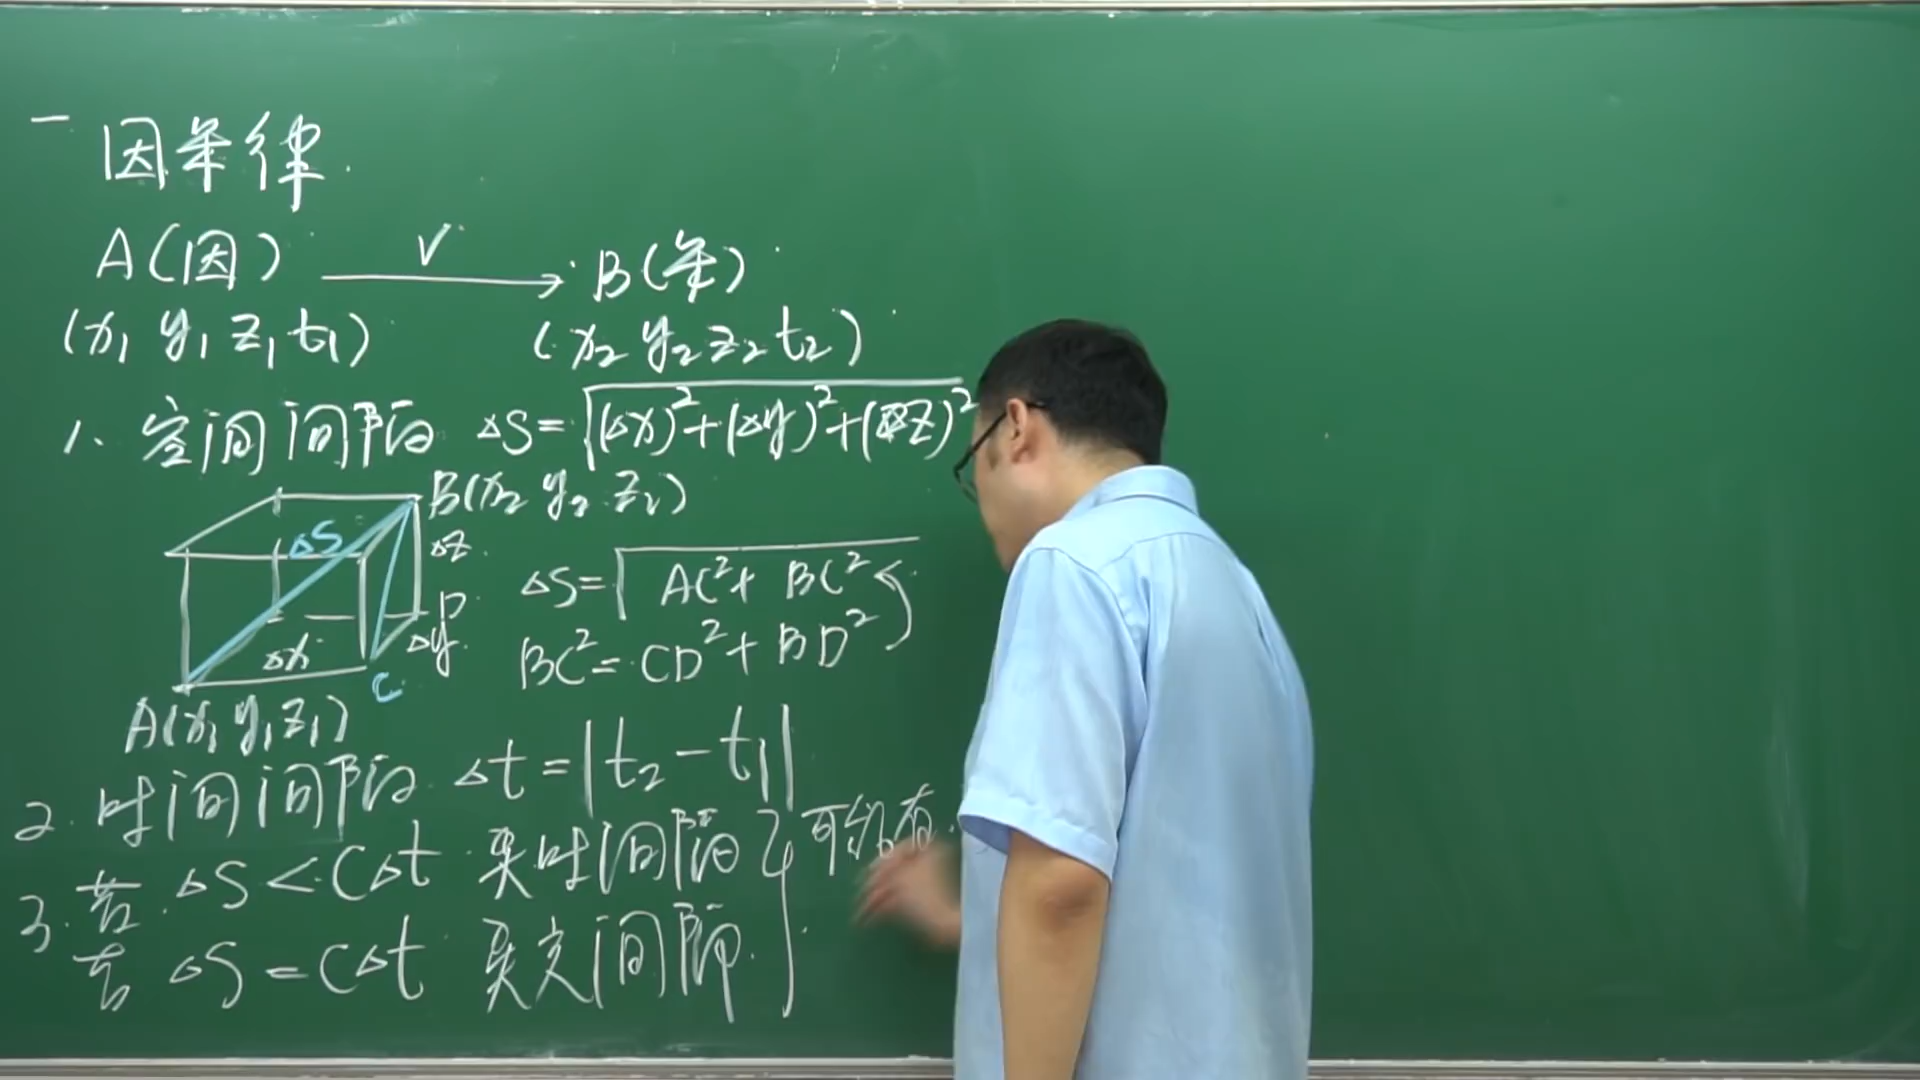 一 因果律
A(因) V → B(果)
(x₁ y₁ z₁ t₁) (x₂ y₂ z₂ t₂)
1、空间间隔 ΔS=√(Δx)²+(Δy)²+(ΔZ)²
B(x₂ y₂ z₂)
ΔS
Δz
ΔS=√AC²+BC²
D
Δx
Δy
BC²=CD²+BD²
C
A(x₁ y₁ z₁)
2. 时间间隔 Δt=|t₂-t₁|
3. 若 ΔS<CΔt 类时间隔 可能有
若 ΔS=CΔt 类光间隔